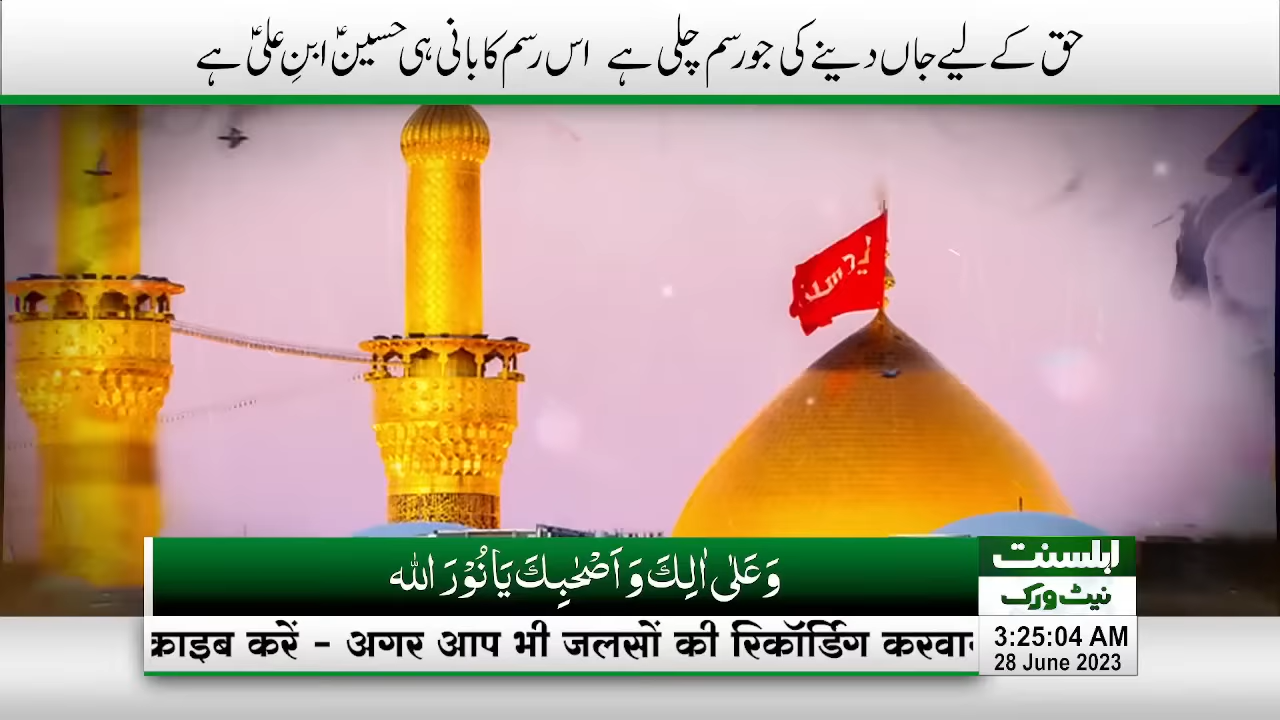 حق کے لیے جاں دینے کی جو رسم چلی ہے اس رسم کا بانی ہی حسینؑ ابنِ علیؑ ہے
وَعَلٰی اٰلِكَ وَ اَصْحٰبِكَ يَا نُوْرَ اللّٰه
اہلسنت
نیٹ ورک
क्राइब करें - अगर आप भी जलसों की रिकॉर्डिंग करवा
3:25:04 AM
28 June 2023